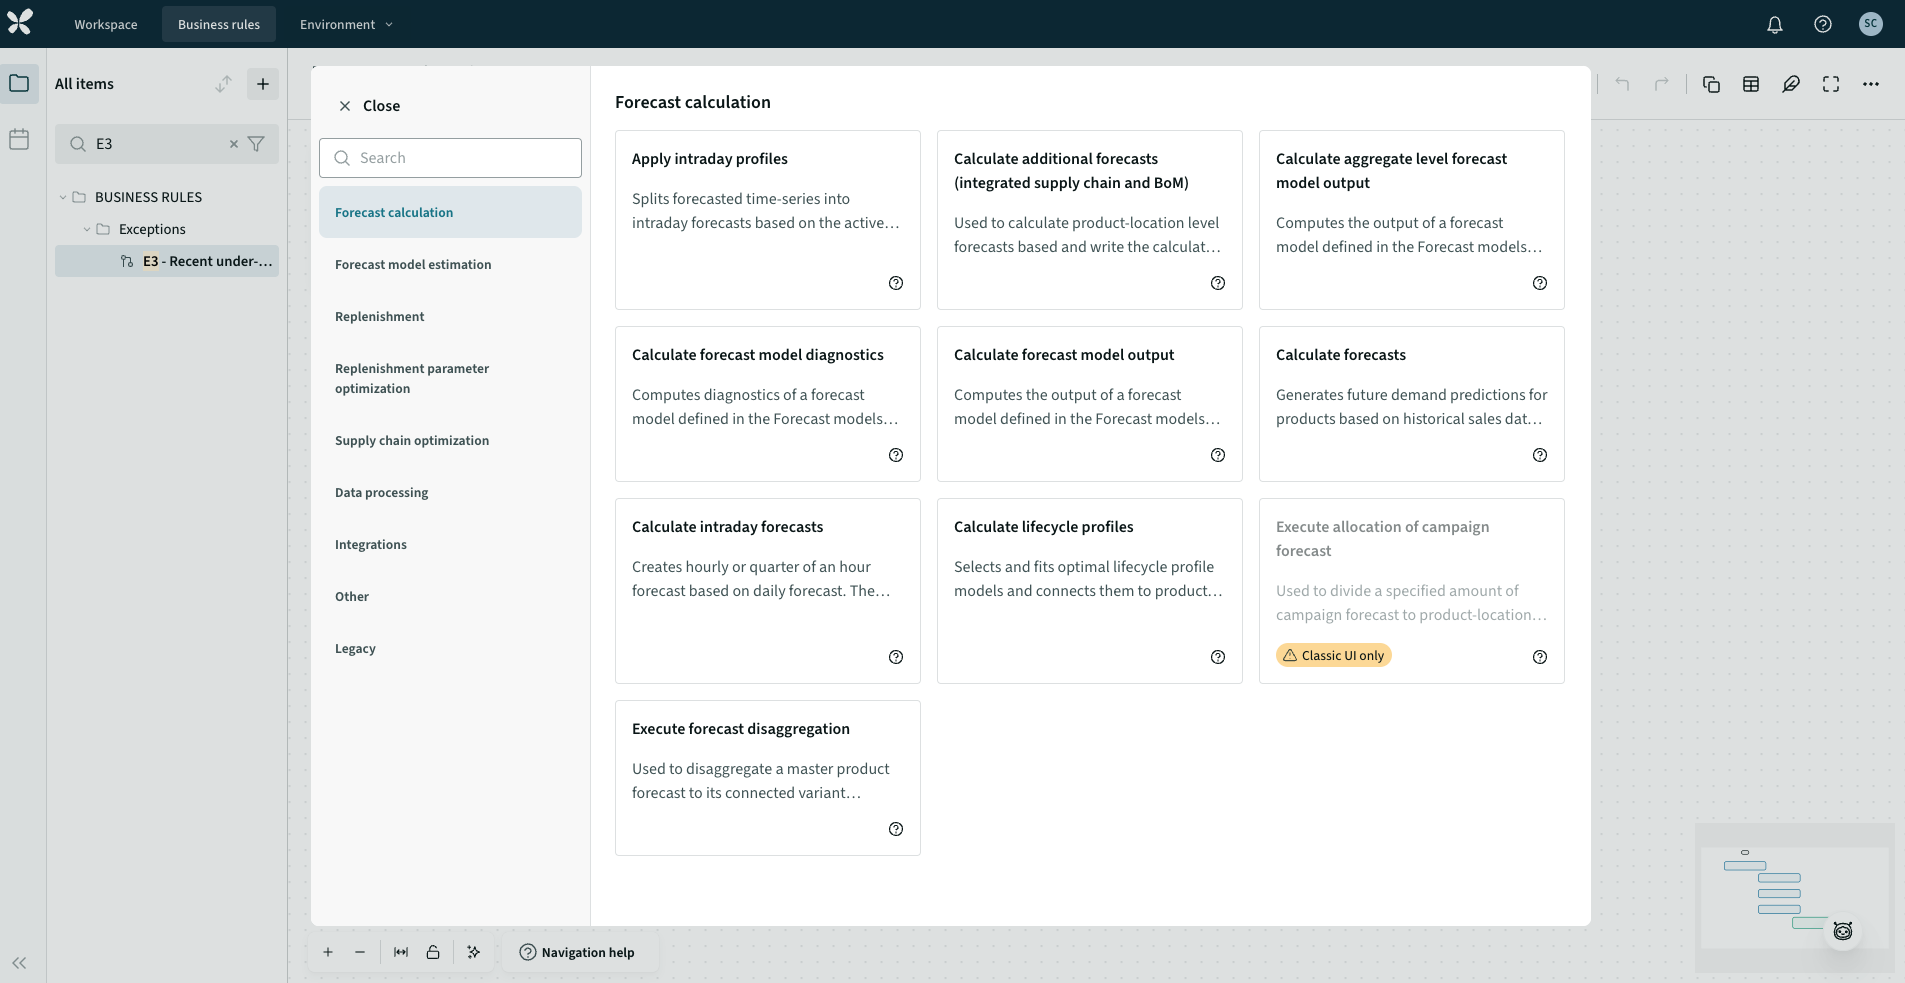 Workspace
Business rules
Environment
SC
All items
E3
BUSINESS RULES
Exceptions
E3 - Recent under-...
Close
Search
Forecast calculation
Forecast model estimation
Replenishment
Replenishment parameter
optimization
Supply chain optimization
Data processing
Integrations
Other
Legacy
Forecast calculation
Apply intraday profiles
Splits forecasted time-series into
intraday forecasts based on the active...
Calculate additional forecasts
(integrated supply chain and BoM)
Used to calculate product-location level
forecasts based and write the calculat...
Calculate aggregate level forecast
model output
Computes the output of a forecast
model defined in the Forecast models...
Calculate forecast model diagnostics
Computes diagnostics of a forecast
model defined in the Forecast models...
Calculate forecast model output
Computes the output of a forecast
model defined in the Forecast models...
Calculate forecasts
Generates future demand predictions for
products based on historical sales dat...
Calculate intraday forecasts
Creates hourly or quarter of an hour
forecast based on daily forecast. The...
Calculate lifecycle profiles
Selects and fits optimal lifecycle profile
models and connects them to product...
Execute allocation of campaign
forecast
Used to divide a specified amount of
campaign forecast to product-location...
Classic UI only
Execute forecast disaggregation
Used to disaggregate a master product
forecast to its connected variant...
Navigation help